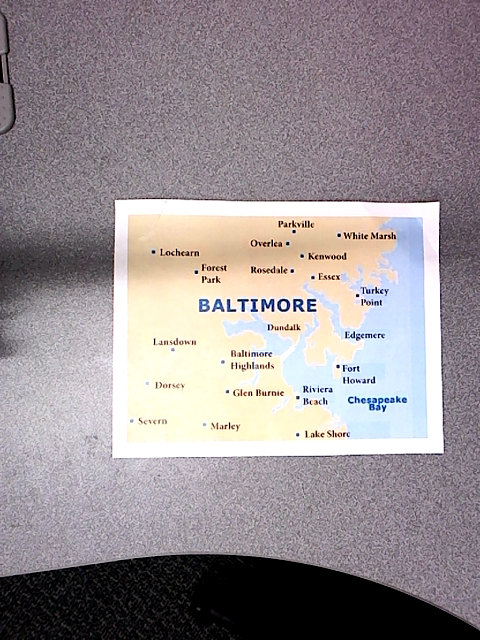 Parkville
White Marsh
Overlea
Lochearn
Kenwood
Forest
Park
Rosedale
Essex
Turkey
Point
BALTIMORE
Dundalk
Edgemere
Lansdown
Baltimore
Highlands
Fort
Howard
Dorsey
Glen Burnie
Riviera
Beach
Chesapeake
Bay
Severn
Marley
Lake Shore